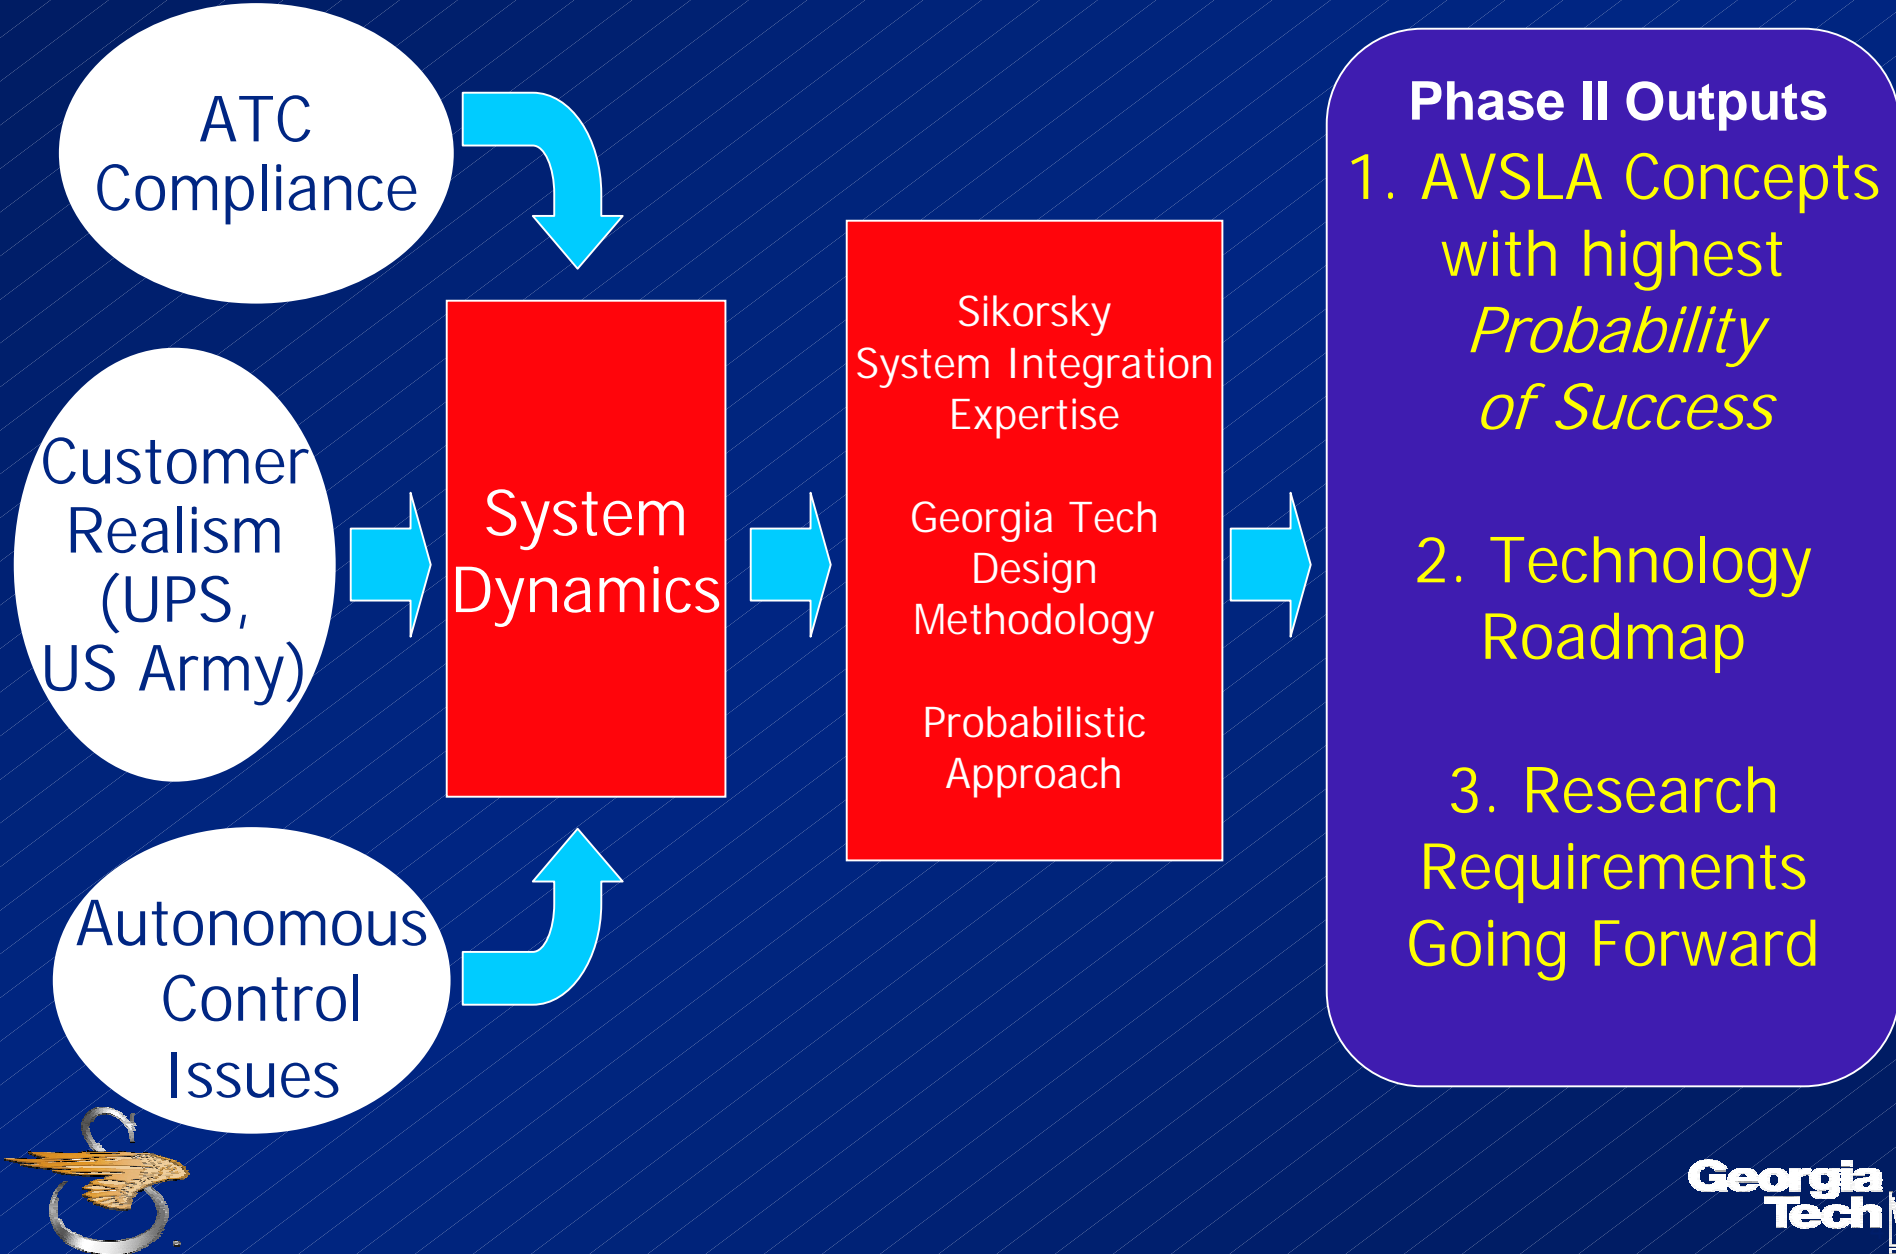 ATC
Compliance
Customer
Realism
(UPS,
US Army)
Autonomous
Control
Issues
System
Dynamics
Sikorsky
System Integration
Expertise
Georgia Tech
Design
Methodology
Probabilistic
Approach
Phase II Outputs
1. AVSLA Concepts
with highest
Probability
of Success
2. Technology
Roadmap
3. Research
Requirements
Going Forward
Georgia
Tech